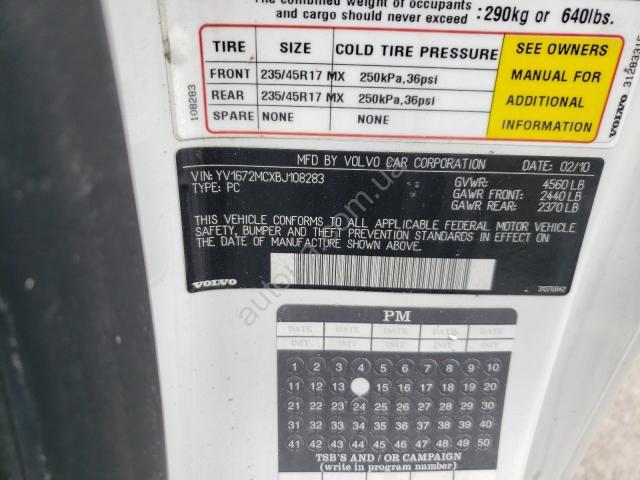 The combined weight of occupants
and cargo should never exceed :290kg or 640lbs.
TIRE SIZE COLD TIRE PRESSURE SEE OWNERS
FRONT 235/45R17 MX 250kPa,36psi MANUAL FOR
REAR 235/45R17 MX 250kPa,36psi ADDITIONAL
SPARE NONE NONE INFORMATION
108283
VOLVO
MFD BY VOLVO CAR CORPORATION DATE: 02/10
VIN: YV1672MCXBJ108283 GVWR: 4560 LB
TYPE: PC GAWR FRONT: 2440 LB
GAWR REAR: 2370 LB
THIS VEHICLE CONFORMS TO ALL APPLICABLE FEDERAL MOTOR VEHICLE
SAFETY, BUMPER AND THEFT PREVENTION STANDARDS IN EFFECT ON
THE DATE OF MANUFACTURE SHOWN ABOVE.
VOLVO 31376842
PM
DATE DATE DATE DATE DATE
INIT INIT INIT INIT INIT
1 2 3 4 5 6 7 8 9 10
11 12 13 15 16 17 18 19 20
21 22 23 24 25 26 27 28 29 30
31 32 33 34 35 36 37 38 39 40
41 42 43 44 45 46 47 48 49 50
TSB'S AND / OR CAMPAIGN
(write in program number)